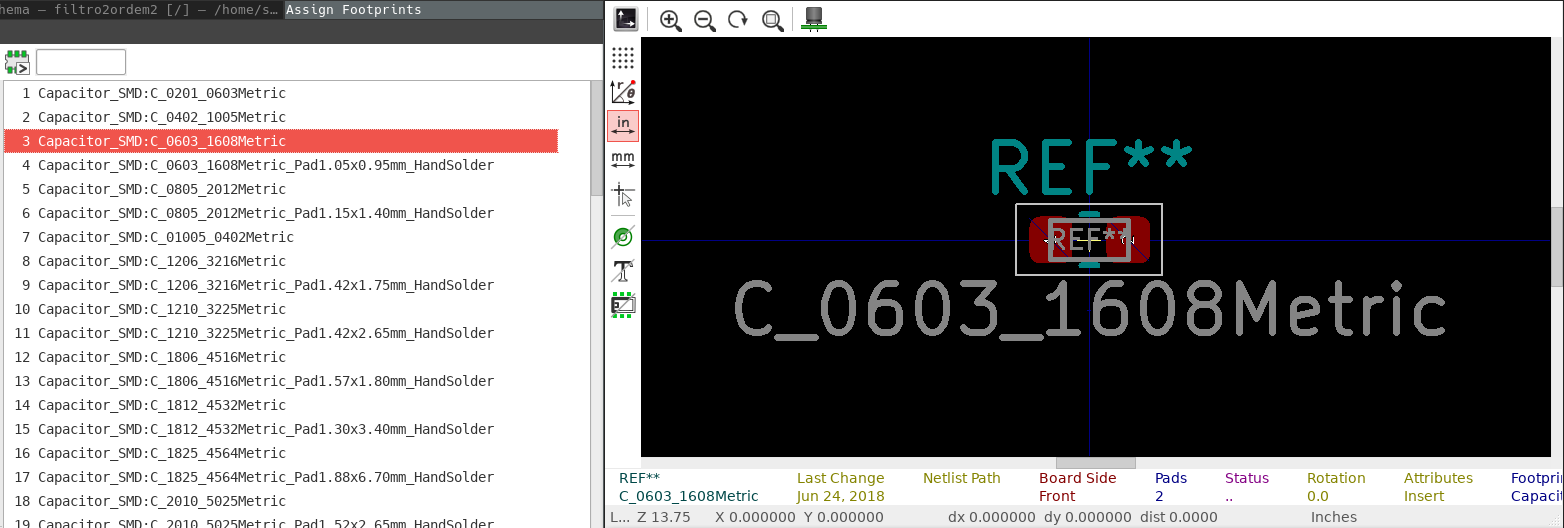 hema — filtro2ordem2 [/] — /home/s… Assign Footprints
1 Capacitor_SMD:C_0201_0603Metric
2 Capacitor_SMD:C_0402_1005Metric
3 Capacitor_SMD:C_0603_1608Metric
4 Capacitor_SMD:C_0603_1608Metric_Pad1.05x0.95mm_HandSolder
5 Capacitor_SMD:C_0805_2012Metric
6 Capacitor_SMD:C_0805_2012Metric_Pad1.15x1.40mm_HandSolder
7 Capacitor_SMD:C_01005_0402Metric
8 Capacitor_SMD:C_1206_3216Metric
9 Capacitor_SMD:C_1206_3216Metric_Pad1.42x1.75mm_HandSolder
10 Capacitor_SMD:C_1210_3225Metric
11 Capacitor_SMD:C_1210_3225Metric_Pad1.42x2.65mm_HandSolder
12 Capacitor_SMD:C_1806_4516Metric
13 Capacitor_SMD:C_1806_4516Metric_Pad1.57x1.80mm_HandSolder
14 Capacitor_SMD:C_1812_4532Metric
15 Capacitor_SMD:C_1812_4532Metric_Pad1.30x3.40mm_HandSolder
16 Capacitor_SMD:C_1825_4564Metric
17 Capacitor_SMD:C_1825_4564Metric_Pad1.88x6.70mm_HandSolder
18 Capacitor_SMD:C_2010_5025Metric
19 Capacitor_SMD:C_2010_5025Metric_Pad1.52x2.65mm_HandSolder
r
θ
in
mm
T
REF**
REF**
C_0603_1608Metric
REF** Last Change Netlist Path Board Side Pads Status Rotation Attributes Footpri
C_0603_1608Metric Jun 24, 2018 Front 2 .. 0.0 Insert Capacit
L... Z 13.75 X 0.000000 Y 0.000000 dx 0.000000 dy 0.000000 dist 0.0000 Inches